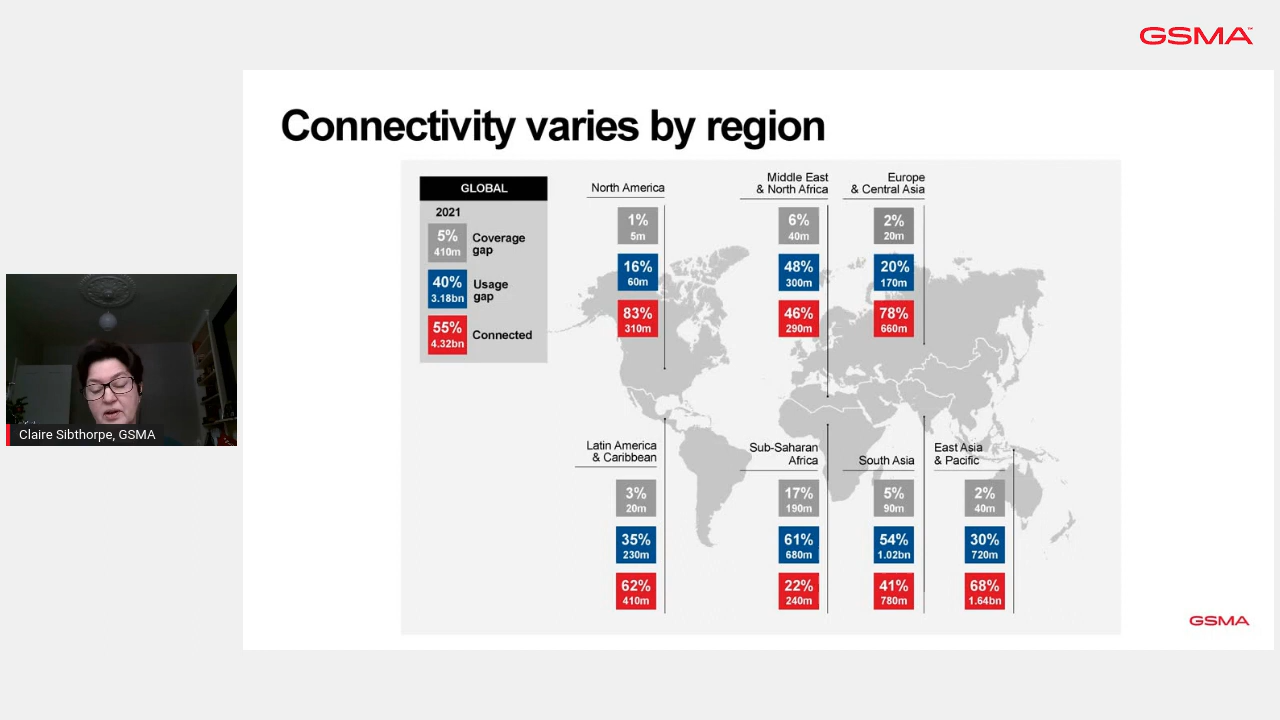 GSMA™
Connectivity varies by region
GLOBAL
2021
5%
410m
Coverage
gap
40%
3.18bn
Usage
gap
55%
4.32bn
Connected
North America
1%
5m
16%
60m
83%
310m
Middle East
& North Africa
6%
40m
48%
300m
46%
290m
Europe
& Central Asia
2%
20m
20%
170m
78%
660m
Latin America
& Caribbean
3%
20m
35%
230m
62%
410m
Sub-Saharan
Africa
17%
190m
61%
680m
22%
240m
South Asia
5%
90m
54%
1.02bn
41%
780m
East Asia
& Pacific
2%
40m
30%
720m
68%
1.64bn
Claire Sibthorpe, GSMA
GSMA